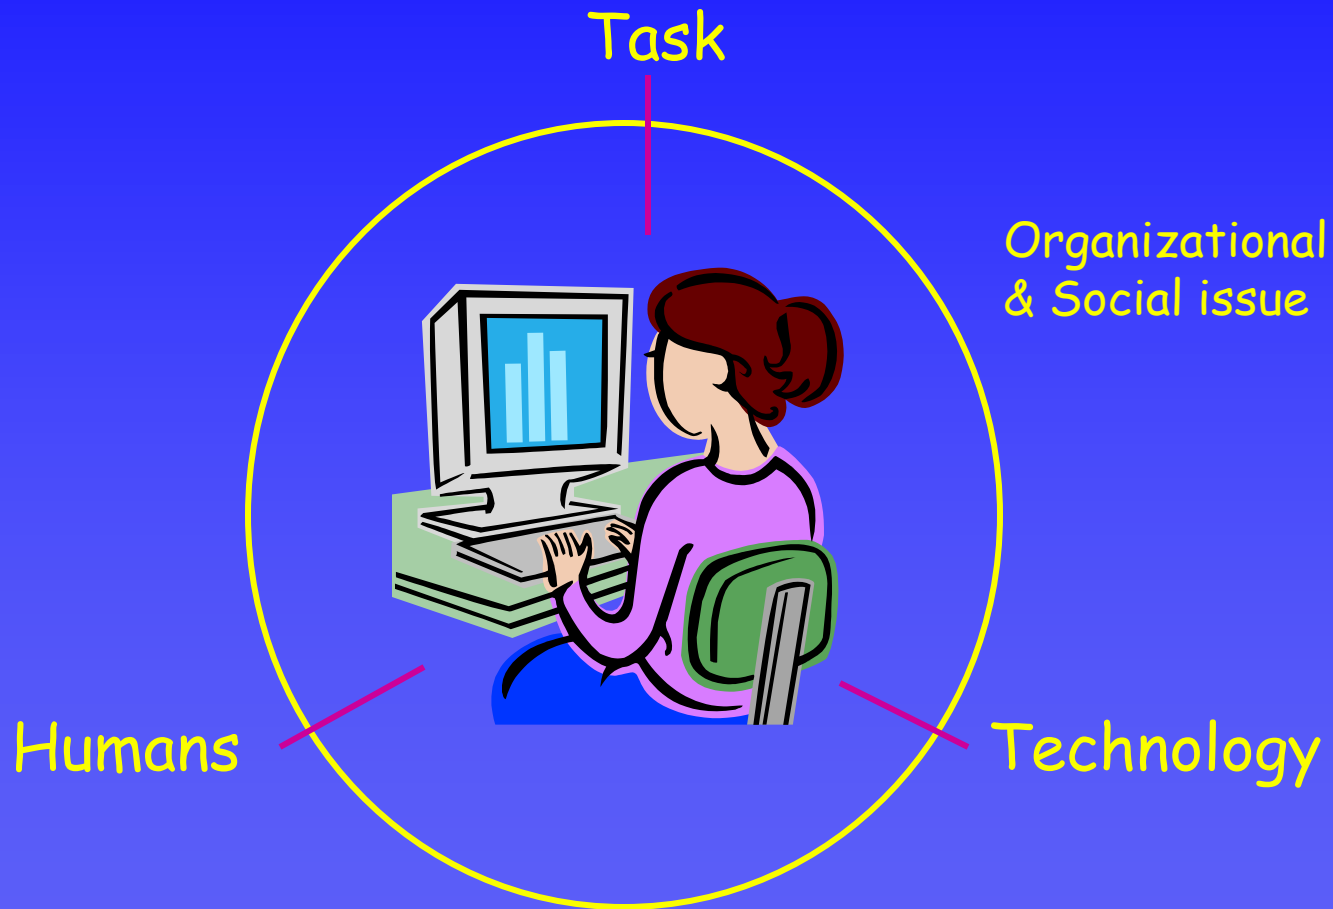 Task
Organizational
& Social issue
Humans
Technology